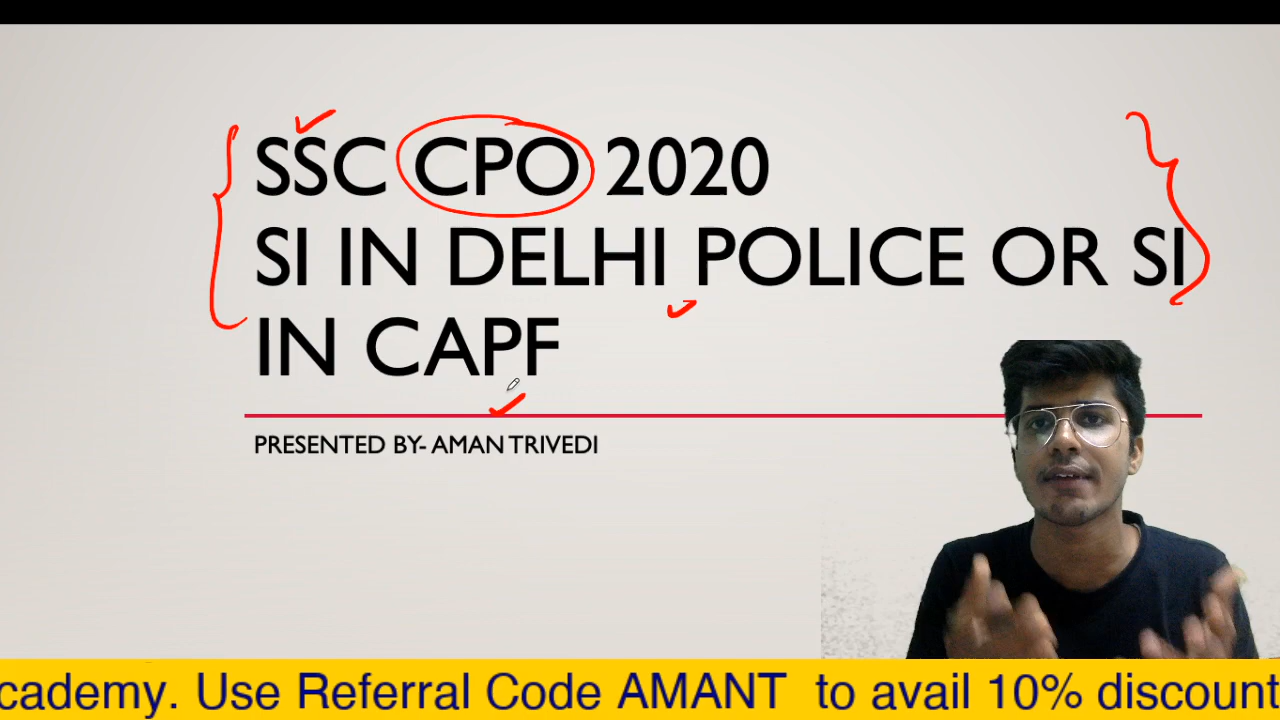 SSC CPO 2020
SI IN DELHI POLICE OR SI
IN CAPF
PRESENTED BY- AMAN TRIVEDI
cademy. Use Referral Code AMANT to avail 10% discount